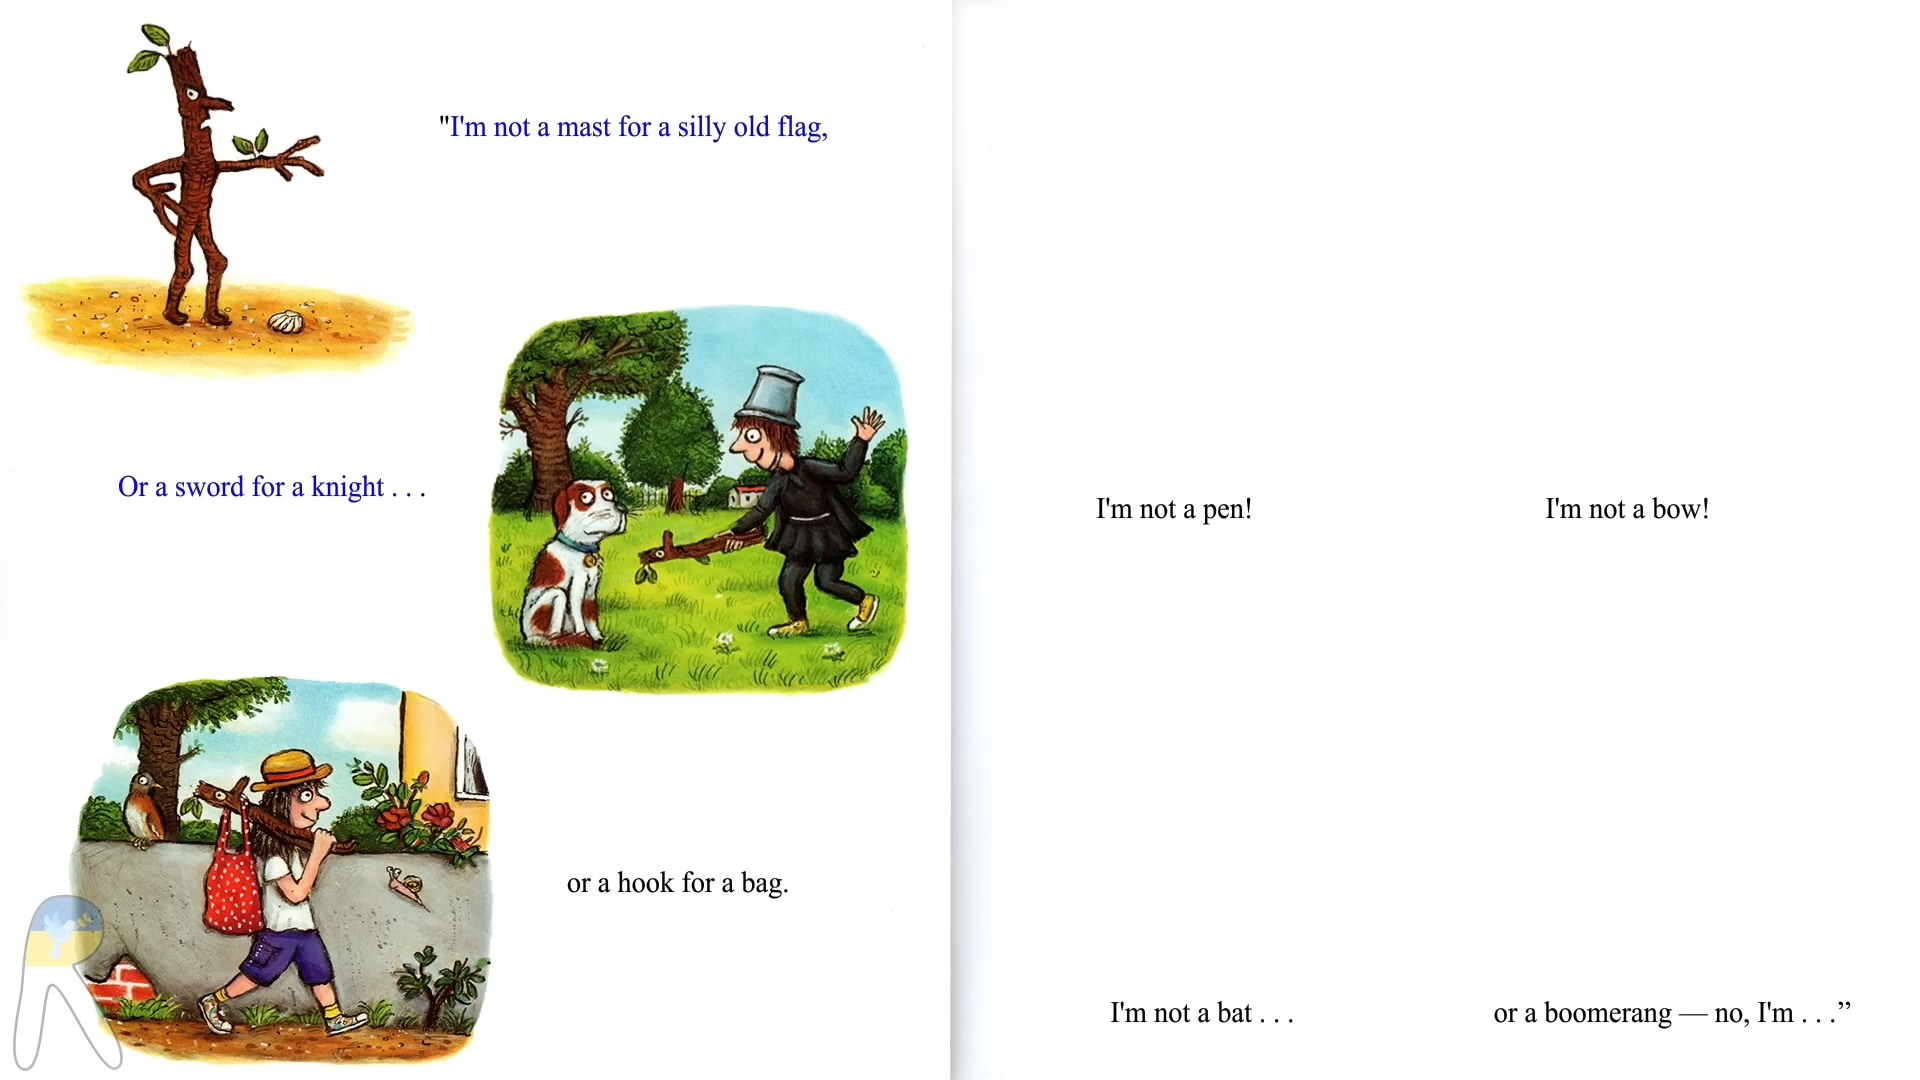 "I'm not a mast for a silly old flag,
Or a sword for a knight . . .
or a hook for a bag.
I'm not a pen!
I'm not a bow!
I'm not a bat . . .
or a boomerang — no, I'm . . .”